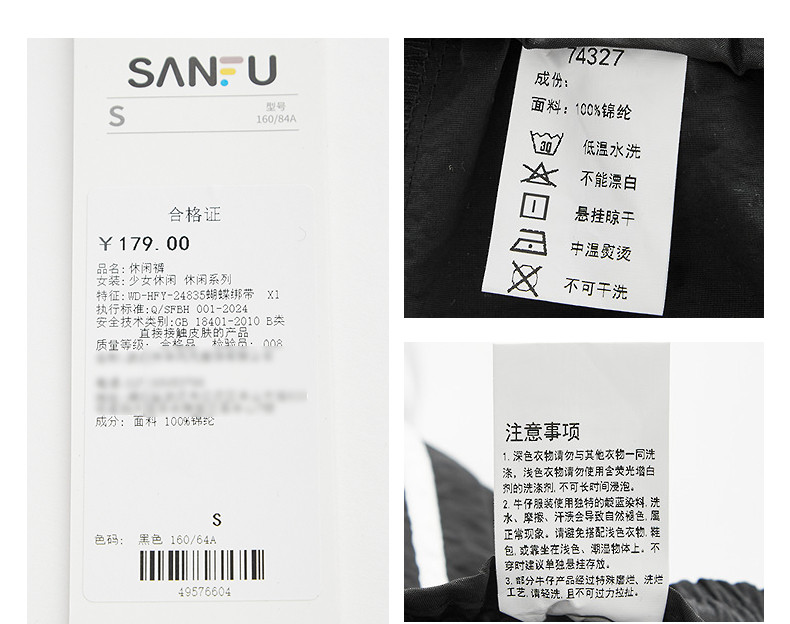 SANFU
S
型号
160/84A
合格证
￥179.00
品名:休闲裤
女装:少女休闲 休闲系列
特征:WD-HFY-24835蝴蝶绑带 X1
执行标准:Q/SFBH 001-2024
安全技术类别:GB 18401-2010 B类
直接接触皮肤的产品
质量等级: 合格品 检验员: 008
成分: 面料 100%锦纶
S
色码: 黑色 160/64A
49576604
74327
成份:
面料: 100%锦纶
30 低温水洗
不能漂白
悬挂晾干
中温熨烫
不可干洗
注意事项
1.深色衣物请勿与其他衣物一同洗
涤，浅色衣物请勿使用含荧光增白
剂的洗涤剂,不可长时间浸泡。
2.牛仔服装使用独特的靛蓝染料,洗
水、摩擦、汗渍会导致自然褪色,属
正常现象。请避免搭配浅色衣物、鞋
包,或靠坐在浅色、潮湿物体上。不
穿时建议单独悬挂存放。
3.部分牛仔产品经过特殊磨烂、洗烂
工艺,请轻洗,且不可过力拉扯。